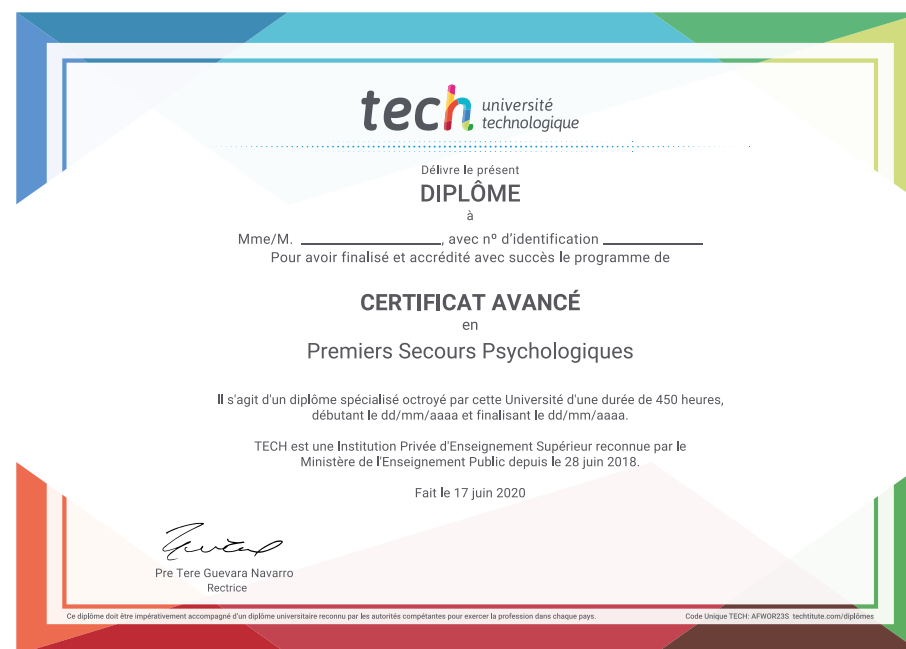 tech université
technologique
Délivre le présent
DIPLÔME
à
Mme/M. ____________________, avec nº d'identification ______________
Pour avoir finalisé et accrédité avec succès le programme de
CERTIFICAT AVANCÉ
en
Premiers Secours Psychologiques
Il s'agit d'un diplôme spécialisé octroyé par cette Université d'une durée de 450 heures,
débutant le dd/mm/aaaa et finalisant le dd/mm/aaaa.
TECH est une Institution Privée d'Enseignement Supérieur reconnue par le
Ministère de l'Enseignement Public depuis le 28 juin 2018.
Fait le 17 juin 2020
Pre Tere Guevara Navarro
Rectrice
Ce diplôme doit être impérativement accompagné d'un diplôme universitaire reconnu par les autorités compétantes pour exercer la profession dans chaque pays.
Code Unique TECH: AFWOR23S techtitute.com/diplômes